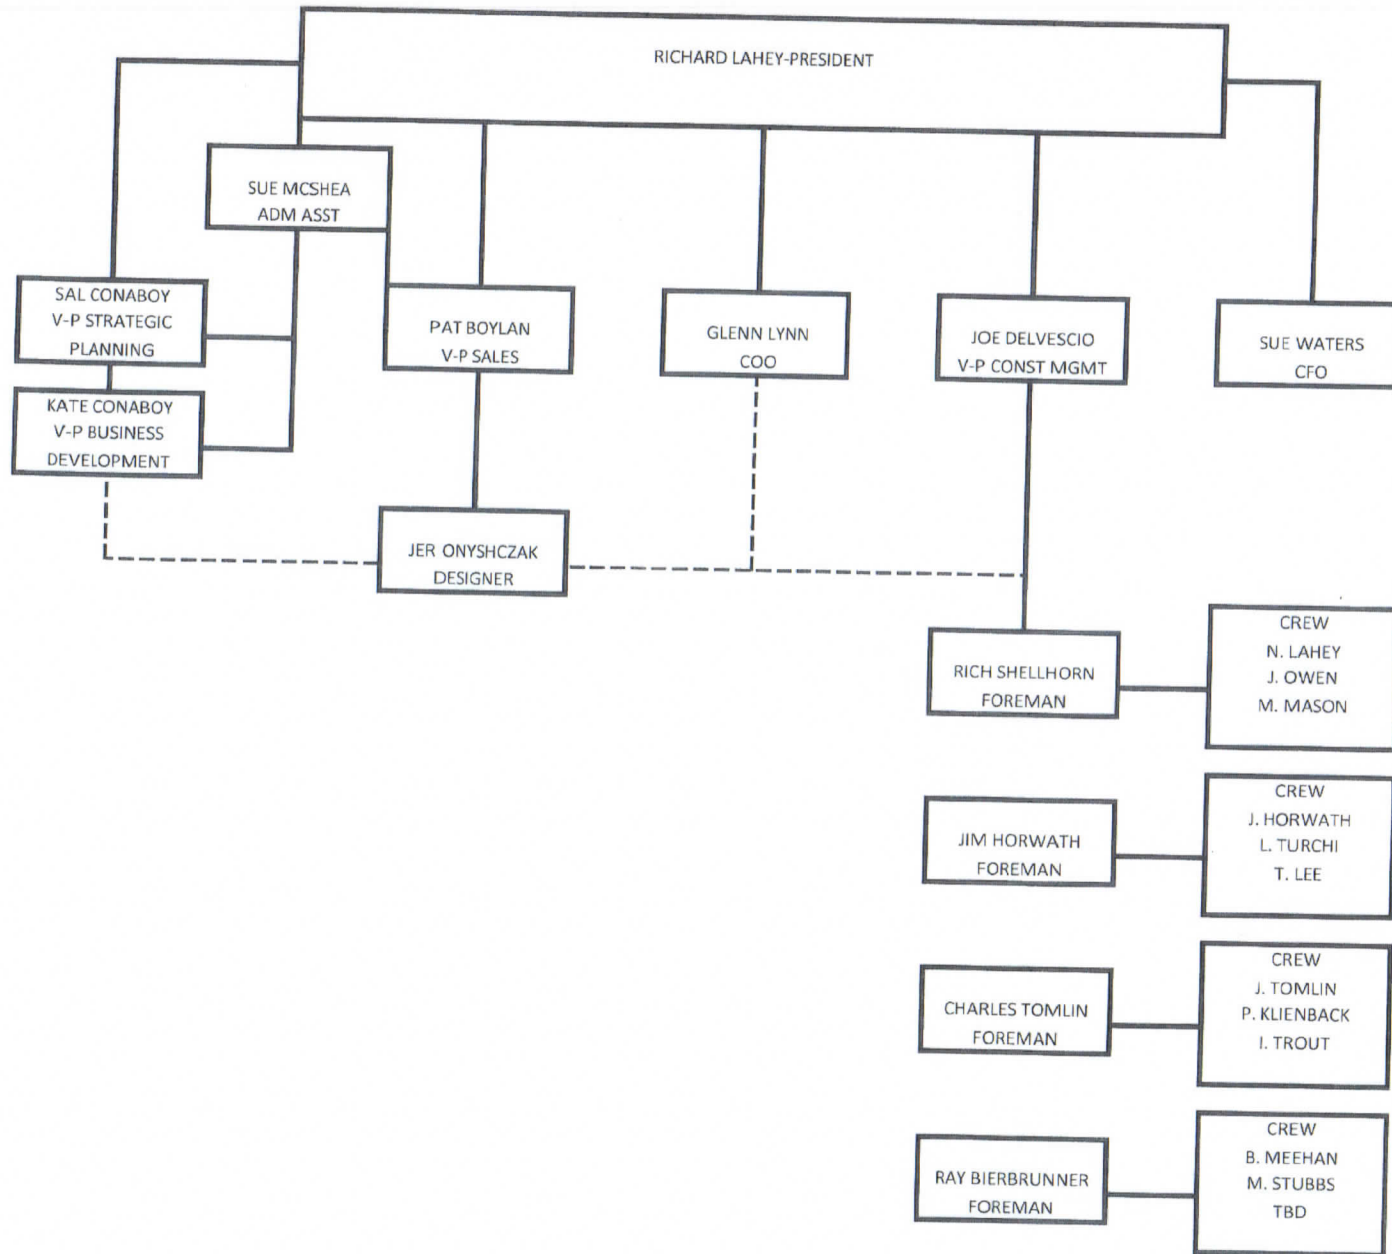 RICHARD LAHEY-PRESIDENT
SUE MCSHEA
ADM ASST
SAL CONABOY
V-P STRATEGIC
PLANNING
PAT BOYLAN
V-P SALES
GLENN LYNN
COO
JOE DELVESCIO
V-P CONST MGMT
SUE WATERS
CFO
KATE CONABOY
V-P BUSINESS
DEVELOPMENT
JER ONYSHCZAK
DESIGNER
RICH SHELLHORN
FOREMAN
CREW
N. LAHEY
J. OWEN
M. MASON
JIM HORWATH
FOREMAN
CREW
J. HORWATH
L. TURCHI
T. LEE
CHARLES TOMLIN
FOREMAN
CREW
J. TOMLIN
P. KLIENBACK
I. TROUT
RAY BIERBRUNNER
FOREMAN
CREW
B. MEEHAN
M. STUBBS
TBD